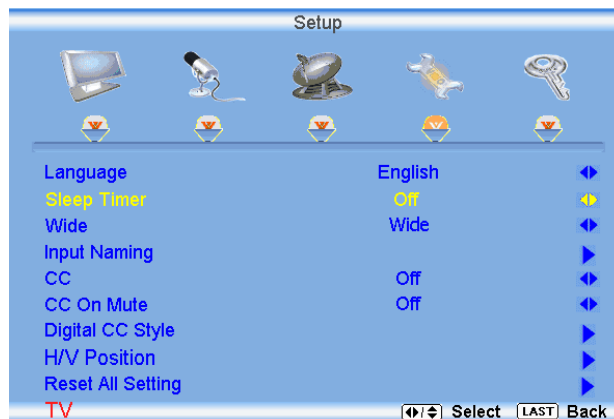 Setup
Language English
Sleep Timer Off
Wide Wide
Input Naming
CC Off
CC On Mute Off
Digital CC Style
H/V Position
Reset All Setting
TV Select LAST Back